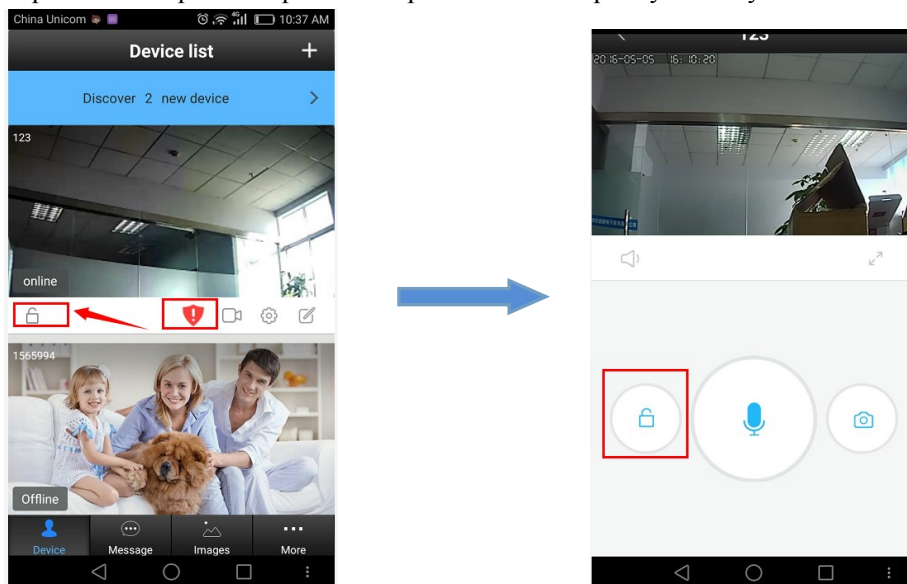 China Unicom
10:37 AM
Device list
+
Discover 2 new device
123
online
1565994
Offline
Device
Message
Images
More
123
2016-05-05 16:10:20